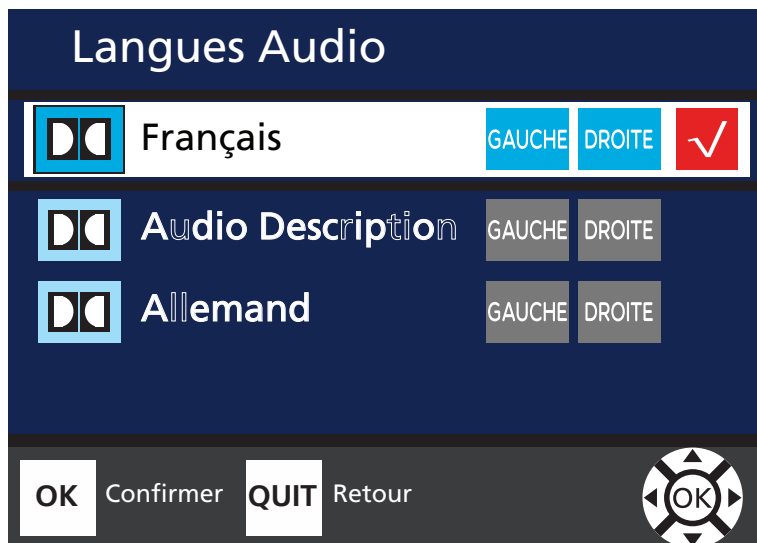 Langues Audio
Français GAUCHE DROITE √
Audio Description GAUCHE DROITE
Allemand GAUCHE DROITE
OK Confirmer QUIT Retour OK